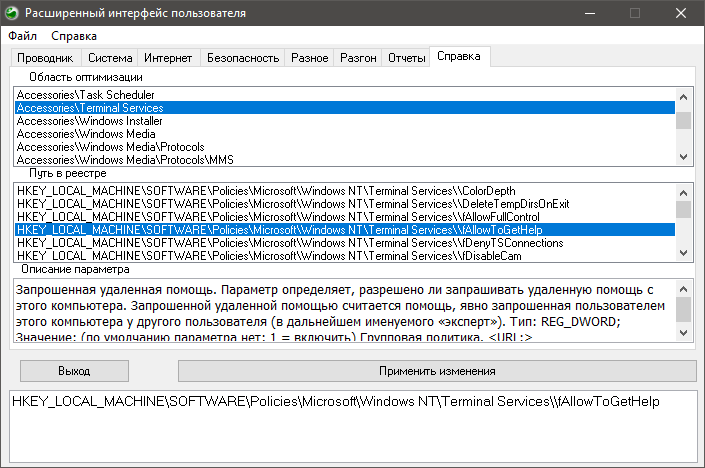 Расширенный интерфейс пользователя
Файл Справка
Проводник Система Интернет Безопасность Разное Разгон Отчеты Справка
Область оптимизации
Accessories\Task Scheduler
Accessories\Terminal Services
Accessories\Windows Installer
Accessories\Windows Media
Accessories\Windows Media\Protocols
Accessories\Windows Media\Protocols\MMS
Путь в реестре
HKEY_LOCAL_MACHINE\SOFTWARE\Policies\Microsoft\Windows NT\Terminal Services\\ColorDepth
HKEY_LOCAL_MACHINE\SOFTWARE\Policies\Microsoft\Windows NT\Terminal Services\\DeleteTempDirsOnExit
HKEY_LOCAL_MACHINE\SOFTWARE\Policies\Microsoft\Windows NT\Terminal Services\\fAllowFullControl
HKEY_LOCAL_MACHINE\SOFTWARE\Policies\Microsoft\Windows NT\Terminal Services\\fAllowToGetHelp
HKEY_LOCAL_MACHINE\SOFTWARE\Policies\Microsoft\Windows NT\Terminal Services\\fDenyTSConnections
HKEY_LOCAL_MACHINE\SOFTWARE\Policies\Microsoft\Windows NT\Terminal Services\\fDisableCam
Описание параметра
Запрошенная удаленная помощь. Параметр определяет, разрешено ли запрашивать удаленную помощь с
этого компьютера. Запрошенной удаленной помощью считается помощь, явно запрошенная пользователем
этого компьютера у другого пользователя (в дальнейшем именуемого «эксперт»). Тип: REG_DWORD;
Значение: (по умолчанию параметра нет; 1 = включить) Групповая политика. <URL:>
Выход Применить изменения
HKEY_LOCAL_MACHINE\SOFTWARE\Policies\Microsoft\Windows NT\Terminal Services\\fAllowToGetHelp